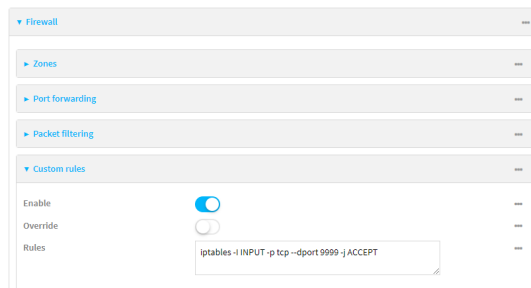 Firewall
Zones
Port forwarding
Packet filtering
Custom rules
Enable
Override
Rules
iptables -I INPUT -p tcp --dport 9999 -j ACCEPT